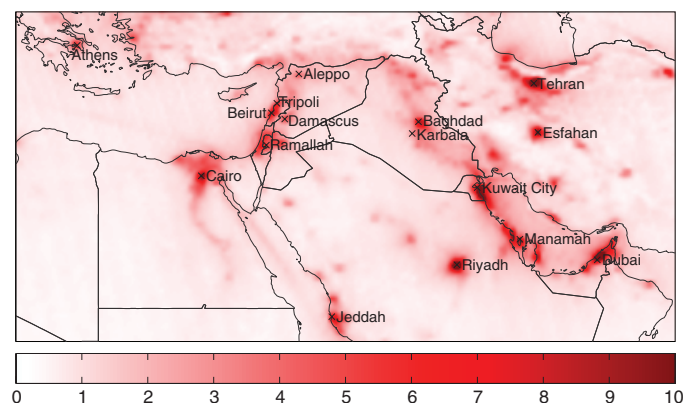 Athens
Aleppo
Tehran
Tripoli
Beirut
Damascus
Baghdad
Karbala
Esfahan
Ramallah
Cairo
Kuwait City
Manamah
Riyadh
Dubai
Jeddah
0 1 2 3 4 5 6 7 8 9 10